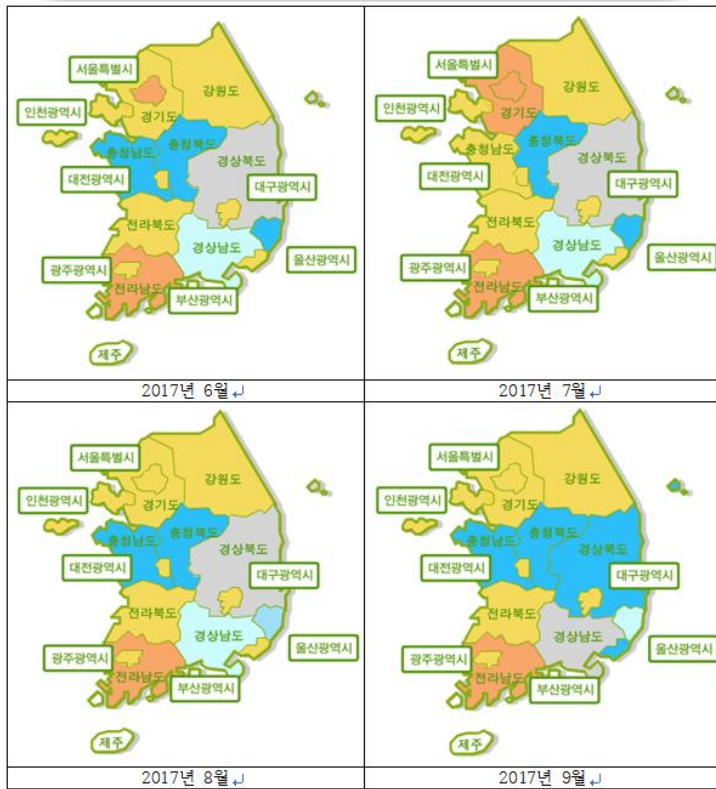 서울특별시
강원도
인천광역시
경기도
충청남도
충청북도
경상북도
대전광역시
대구광역시
전라북도
경상남도
울산광역시
광주광역시
전라남도
부산광역시
제주
2017년 6월
서울특별시
강원도
인천광역시
경기도
충청남도
충청북도
경상북도
대전광역시
대구광역시
전라북도
경상남도
울산광역시
광주광역시
전라남도
부산광역시
제주
2017년 7월
서울특별시
강원도
인천광역시
경기도
충청남도
충청북도
경상북도
대전광역시
대구광역시
전라북도
경상남도
울산광역시
광주광역시
전라남도
부산광역시
제주
2017년 8월
서울특별시
강원도
인천광역시
경기도
충청남도
충청북도
경상북도
대전광역시
대구광역시
전라북도
경상남도
울산광역시
광주광역시
전라남도
부산광역시
제주
2017년 9월